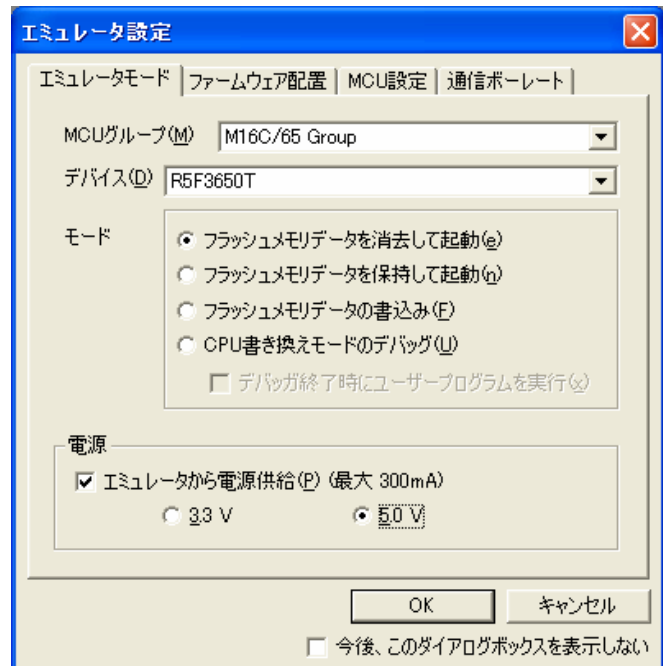 エミュレータ設定
エミュレータモード ファームウェア配置 MCU設定 通信ボーレート
MCUグループ(M) M16C/65 Group
デバイス(D) R5F3650T
モード
フラッシュメモリデータを消去して起動(e)
フラッシュメモリデータを保持して起動(n)
フラッシュメモリデータの書込み(F)
CPU書き換えモードのデバッグ(U)
デバッガ終了時にユーザープログラムを実行(x)
電源
エミュレータから電源供給(P) (最大 300mA)
3.3 V 5.0 V
OK キャンセル
今後、このダイアログボックスを表示しない